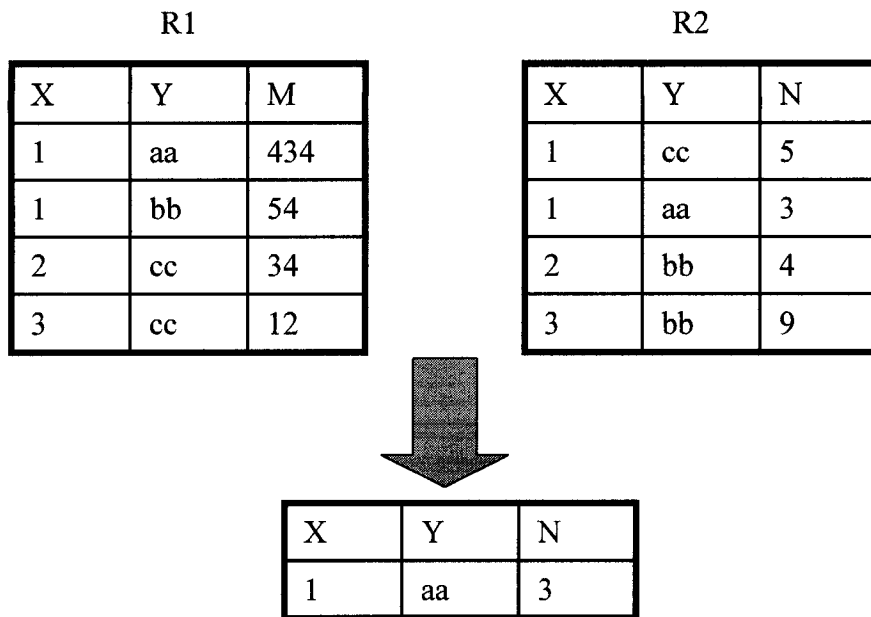 R1 R2
X Y M X Y N
1 aa 434 1 cc 5
1 bb 54 1 aa 3
2 cc 34 2 bb 4
3 cc 12 3 bb 9
X Y N
1 aa 3